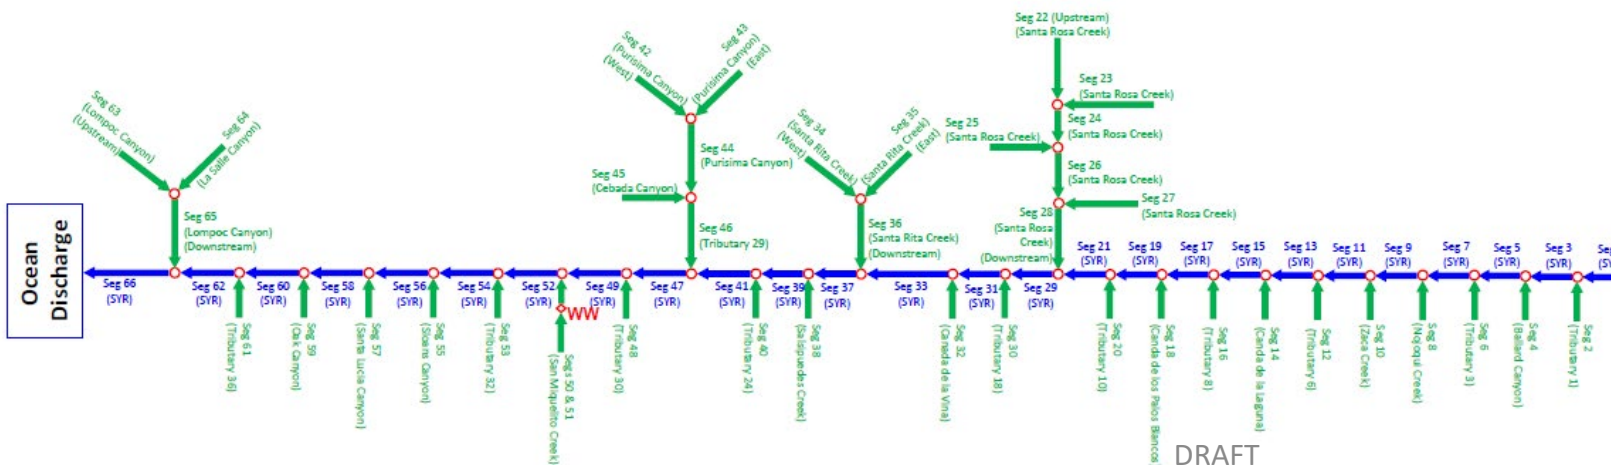 Seg 22 (Upstream)
(Santa Rosa Creek)
Seg 23
(Santa Rosa Creek)
Seg 24
(Santa Rosa Creek)
Seg 25
(Santa Rosa Creek)
Seg 26
(Santa Rosa Creek)
Seg 27
(Santa Rosa Creek)
Seg 28
(Santa Rosa
Creek)
(Downstream)
Seg 34
(Santa Rita Creek)
(West)
Seg 35
(Santa Rita Creek)
(East)
Seg 36
(Santa Rita Creek)
(Downstream)
Seg 42
(Purisima Canyon)
(West)
Seg 43
(Purisima Canyon)
(East)
Seg 44
(Purisima Canyon)
Seg 45
(Cebada Canyon)
Seg 46
(Tributary 29)
Seg 63
(Lompoc Canyon)
(Upstream)
Seg 64
(La Salle Canyon)
Seg 65
(Lompoc Canyon)
(Downstream)
Ocean
Discharge
Seg 66
(SYR)
Seg 62
(SYR)
Seg 60
(SYR)
Seg 58
(SYR)
Seg 56
(SYR)
Seg 54
(SYR)
Seg 52
(SYR)
Seg 49
(SYR)
Seg 47
(SYR)
Seg 41
(SYR)
Seg 39
(SYR)
Seg 37
(SYR)
Seg 33
(SYR)
Seg 31
(SYR)
Seg 29
(SYR)
Seg 21
(SYR)
Seg 19
(SYR)
Seg 17
(SYR)
Seg 15
(SYR)
Seg 13
(SYR)
Seg 11
(SYR)
Seg 9
(SYR)
Seg 7
(SYR)
Seg 5
(SYR)
Seg 3
(SYR)
WW
Seg 61
(Tributary 36)
Seg 59
(Oak Canyon)
Seg 57
(Santa Lucia Canyon)
Seg 55
(Sloans Canyon)
Seg 53
(Tributary 32)
Segs 50 & 51
(San Miquelito Creek)
Seg 48
(Tributary 30)
Seg 40
(Tributary 24)
Seg 38
(Salsipuedes Creek)
Seg 32
(Canada de la Vina)
Seg 30
(Tributary 18)
Seg 20
(Tributary 10)
Seg 18
(Canda de los Palos Blancos)
Seg 16
(Tributary 8)
Seg 14
(Canda de la Laguna)
Seg 12
(Tributary 6)
Seg 10
(Zaca Creek)
Seg 8
(Nojoqui Creek)
Seg 6
(Tributary 3)
Seg 4
(Ballard Canyon)
Seg 2
(Tributary 1)
DRAFT